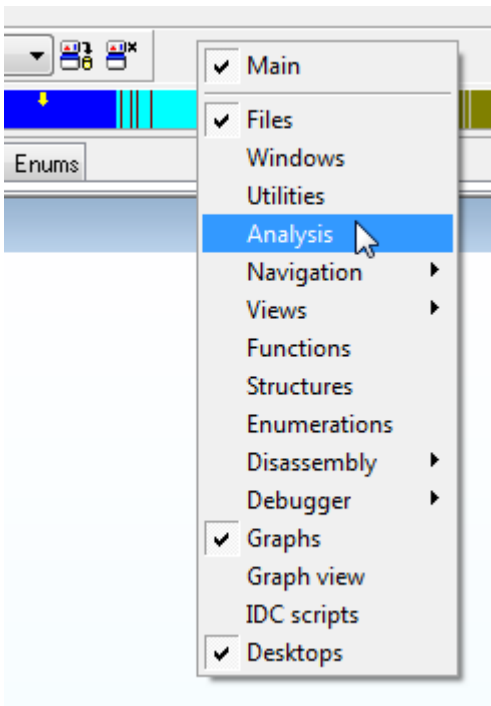 Main
Files
Enums
Windows
Utilities
Analysis
Navigation
Views
Functions
Structures
Enumerations
Disassembly
Debugger
Graphs
Graph view
IDC scripts
Desktops